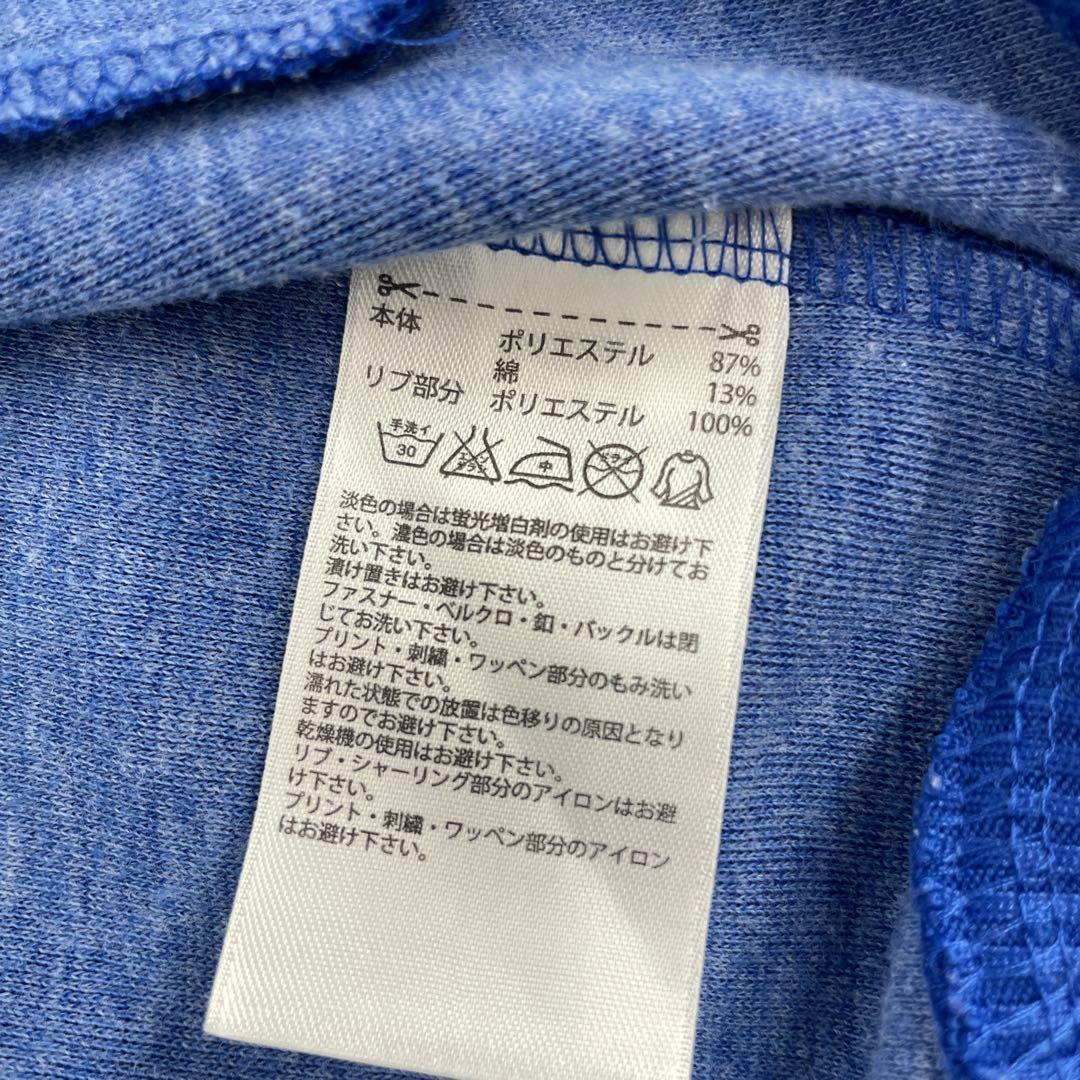 本体 ポリエステル 87%
綿 13%
リブ部分 ポリエステル 100%
手洗イ
30
エンソサラシ
中
ドライ
淡色の場合は蛍光増白剤の使用はお避け下
さい。濃色の場合は淡色のものと分けてお
洗い下さい。
漬け置きはお避け下さい。
ファスナー・ベルクロ・釦・バックルは閉
じてお洗い下さい。
プリント・刺繍・ワッペン部分のもみ洗い
はお避け下さい。
濡れた状態での放置は色移りの原因となり
ますのでお避け下さい。
乾燥機の使用はお避け下さい。
リブ・シャーリング部分のアイロンはお避
け下さい。
プリント・刺繍・ワッペン部分のアイロン
はお避け下さい。